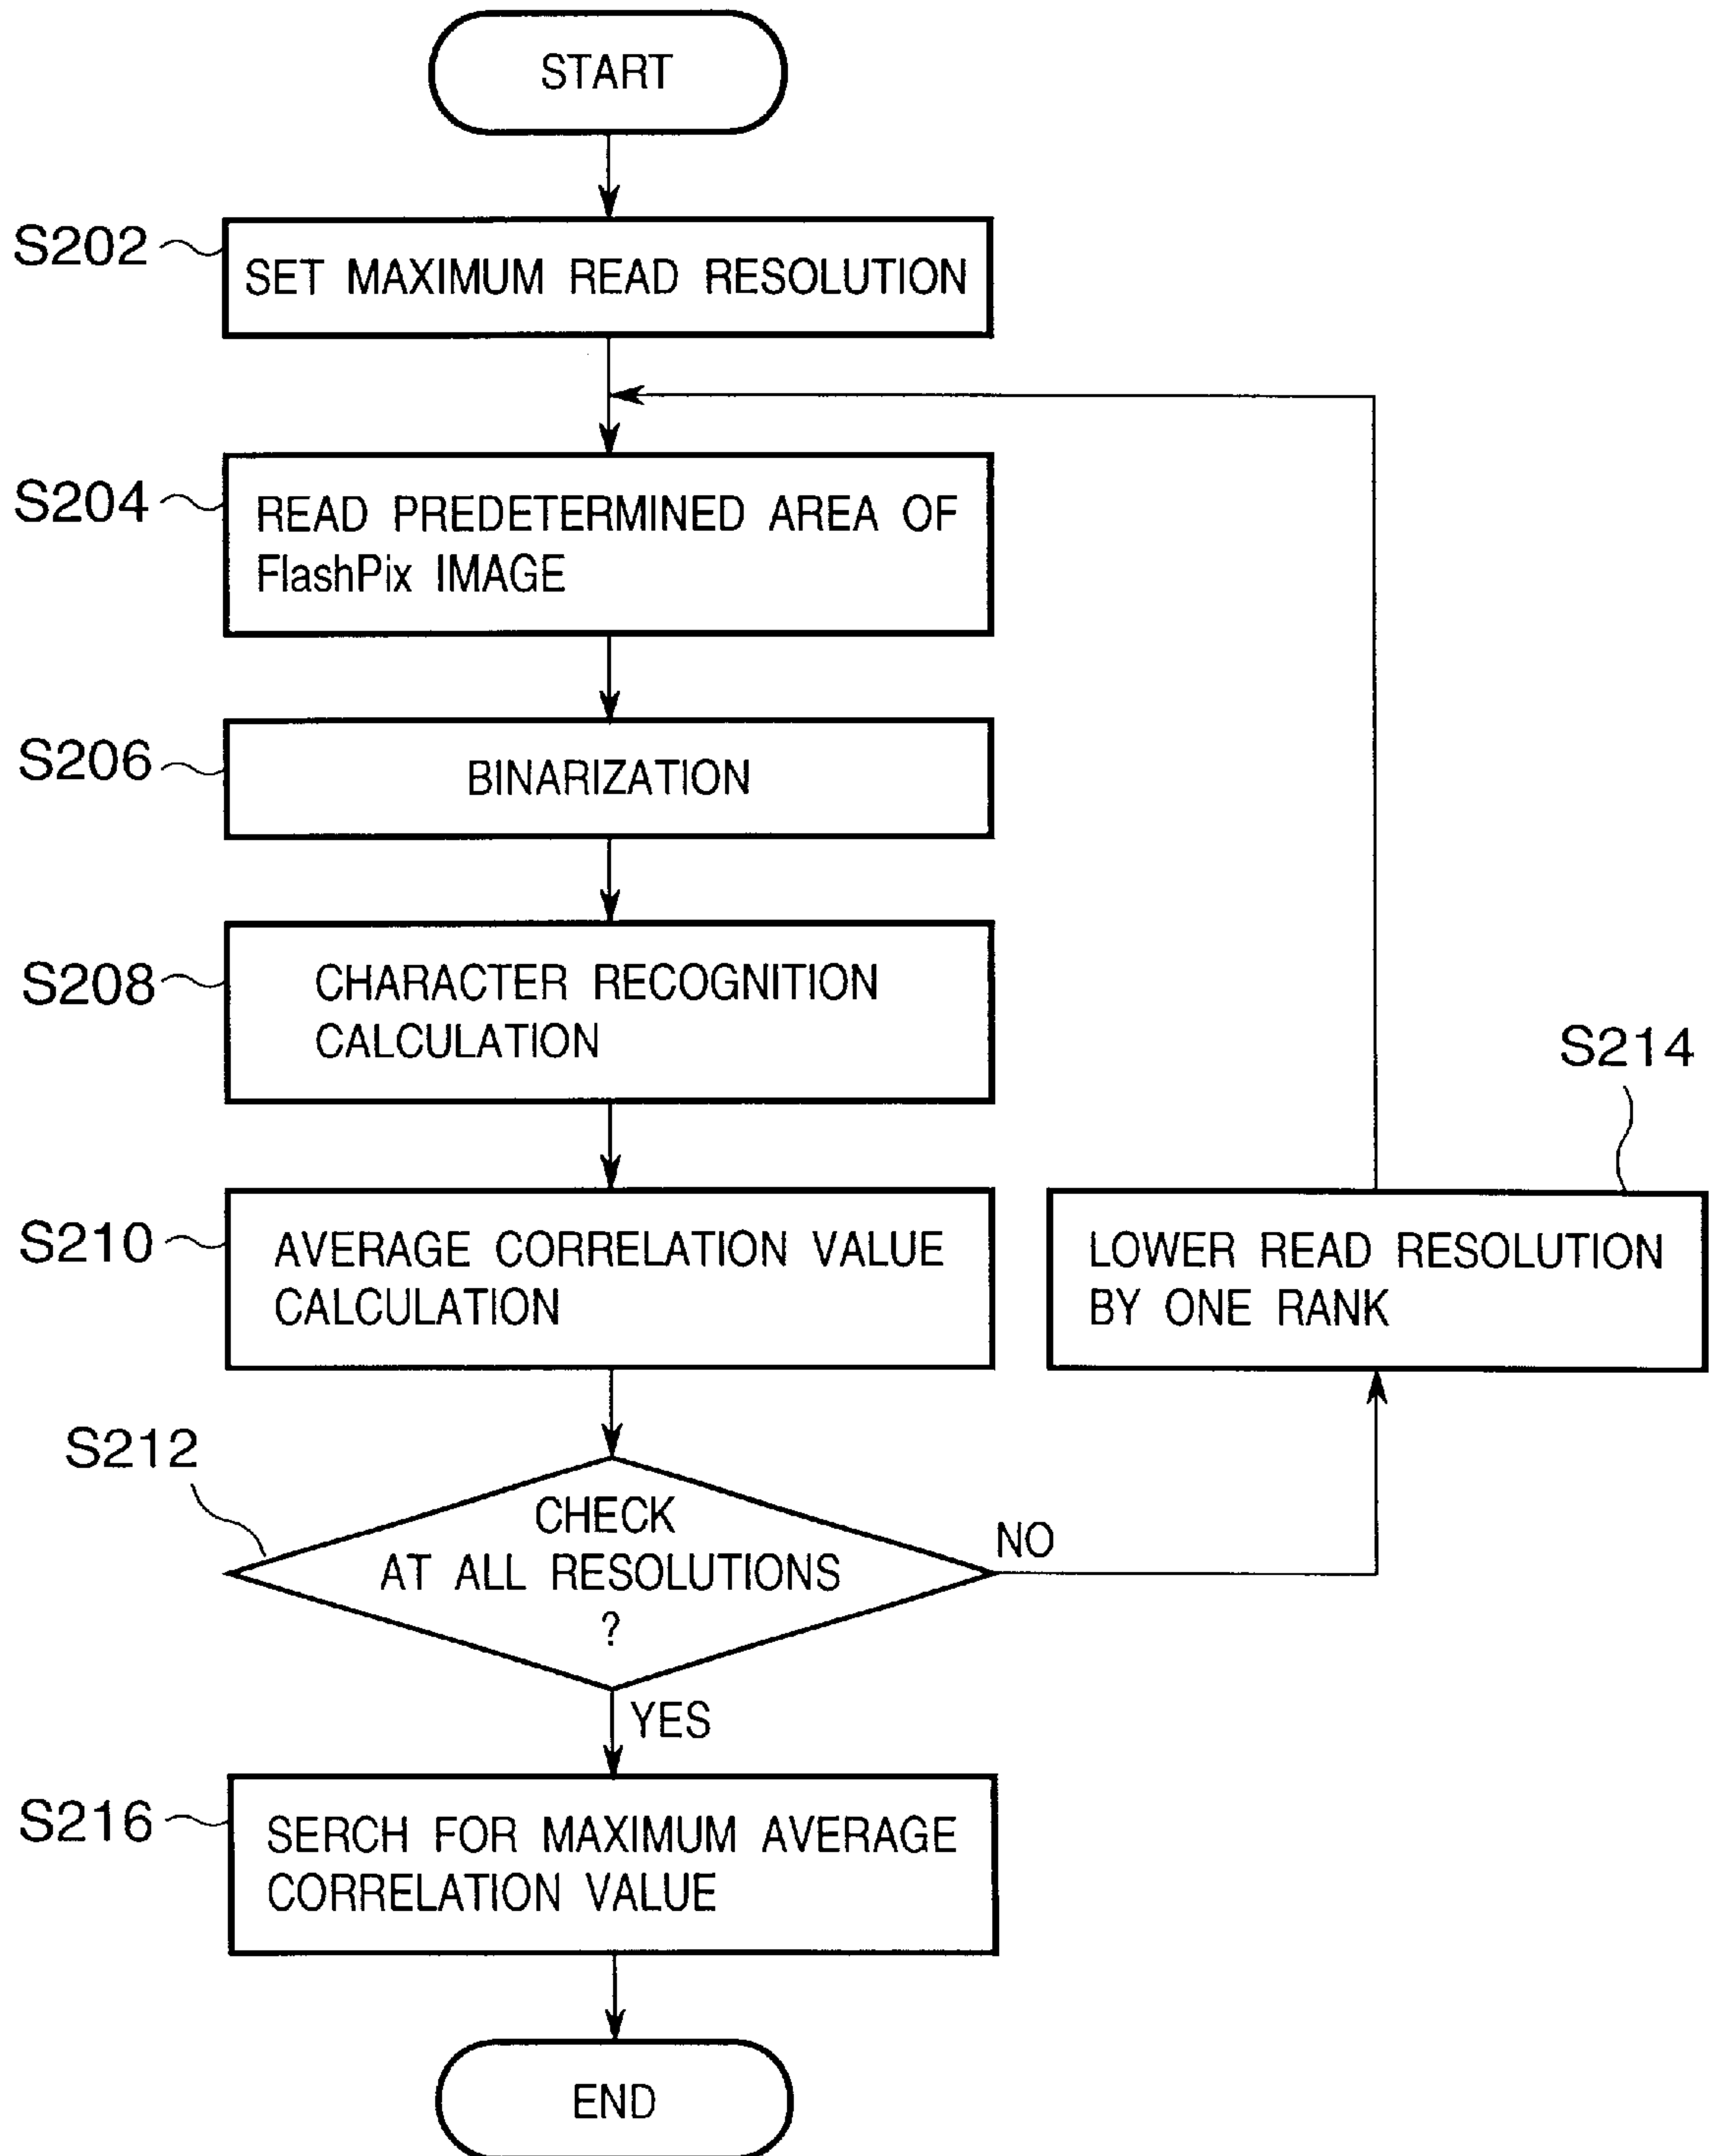 START
S202
SET MAXIMUM READ RESOLUTION
S204
READ PREDETERMINED AREA OF
FlashPix IMAGE
S206
BINARIZATION
S208
CHARACTER RECOGNITION
CALCULATION
S214
S210
AVERAGE CORRELATION VALUE
CALCULATION
LOWER READ RESOLUTION
BY ONE RANK
S212
CHECK
AT ALL RESOLUTIONS
?
NO
YES
S216
SERCH FOR MAXIMUM AVERAGE
CORRELATION VALUE
END